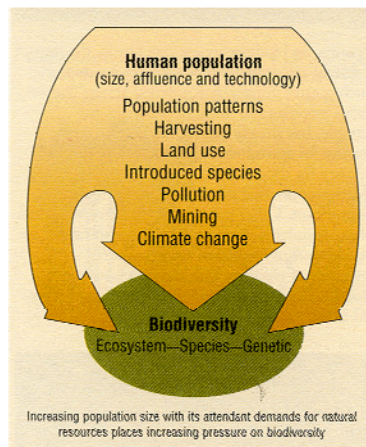 Human population
(size, affluence and technology)
Population patterns
Harvesting
Land use
Introduced species
Pollution
Mining
Climate change
Biodiversity
Ecosystem—Species—Genetic
Increasing population size with its attendant demands for natural
resources places increasing pressure on biodiversity